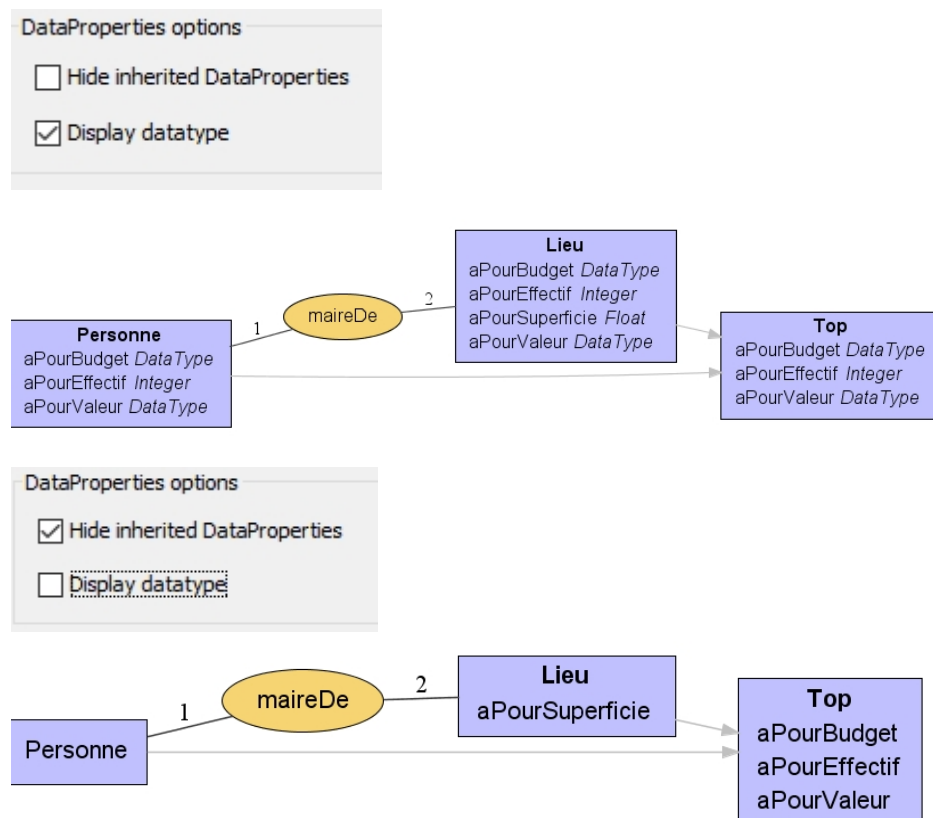 DataProperties options
Hide inherited DataProperties
Display datatype
Personne
aPourBudget DataType
aPourEffectif Integer
aPourValeur DataType
1
maireDe
2
Lieu
aPourBudget DataType
aPourEffectif Integer
aPourSuperficie Float
aPourValeur DataType
Top
aPourBudget DataType
aPourEffectif Integer
aPourValeur DataType
DataProperties options
Hide inherited DataProperties
Display datatype
Personne
1
maireDe
2
Lieu
aPourSuperficie
Top
aPourBudget
aPourEffectif
aPourValeur